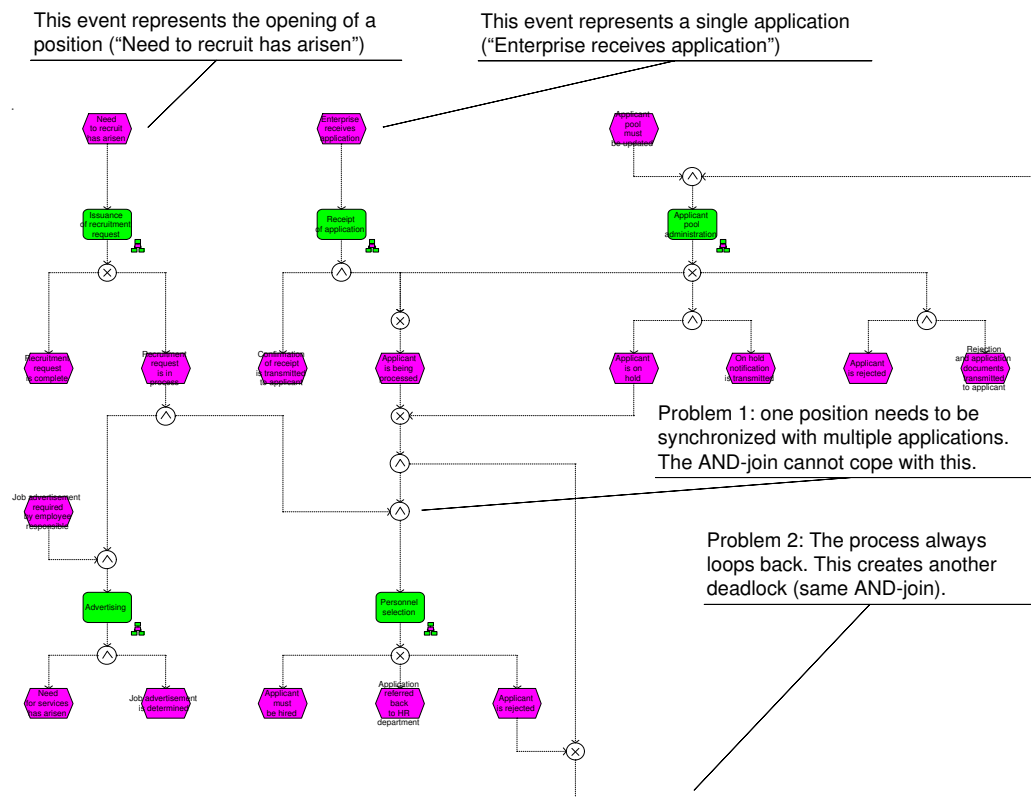 This event represents the opening of a
position (“Need to recruit has arisen”)
This event represents a single application
(“Enterprise receives application”)
Need
to recruit
has arisen
Enterprise
receives
application
Applicant
pool
must
be updated
Issuance
of recruitment
request
Receipt
of application
Applicant
pool
administration
Recruitment
request
is complete
Recruitment
request
is in
process
Confirmation
of receipt
is transmitted
to applicant
Applicant
is being
processed
Applicant
is on
hold
On hold
notification
is transmitted
Applicant
is rejected
Rejection
and application
documents
transmitted
to applicant
Problem 1: one position needs to be
synchronized with multiple applications.
The AND-join cannot cope with this.
Job advertisement
required
by employee
responsible
Problem 2: The process always
loops back. This creates another
deadlock (same AND-join).
Advertising
Personnel
selection
Need
for services
has arisen
Job advertisement
is determined
Applicant
must
be hired
Application
referred
back
to HR
department
Applicant
is rejected